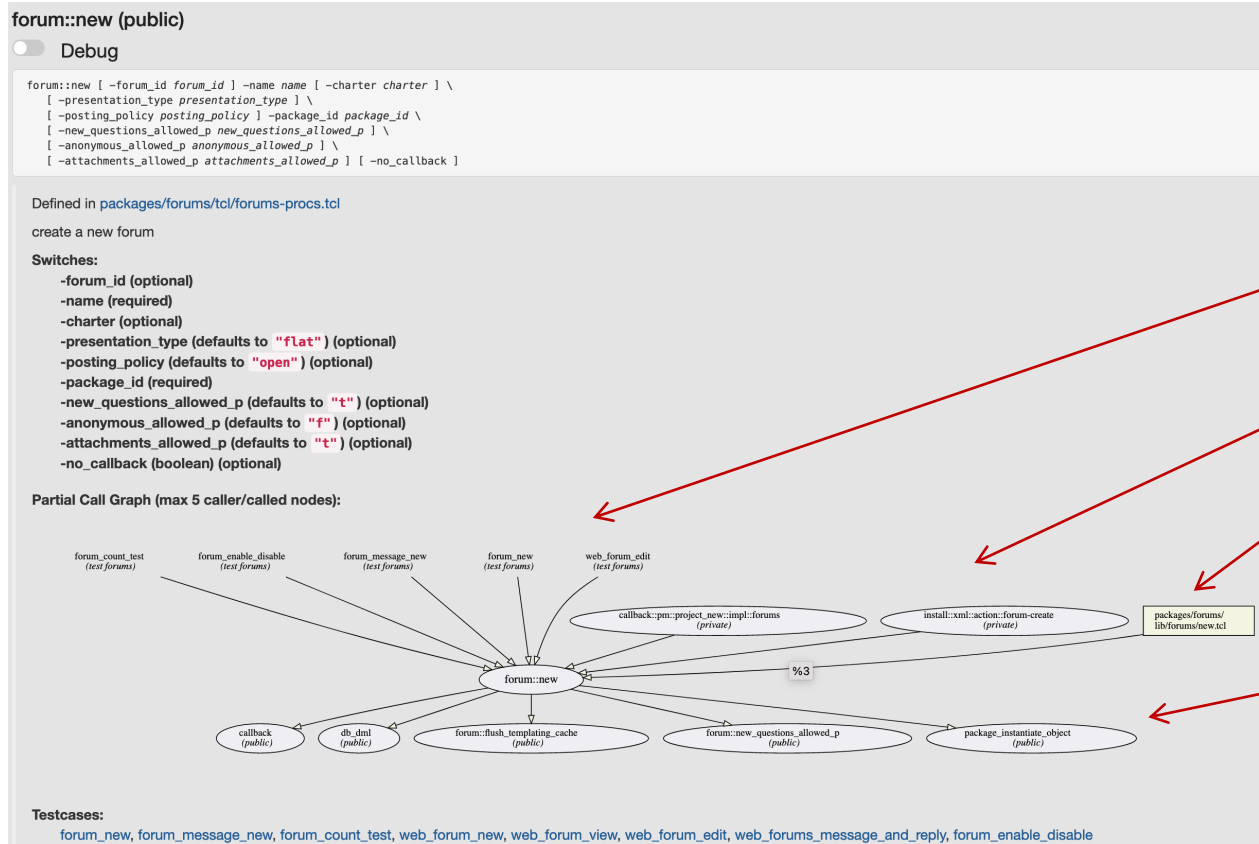 forum::new (public)
Debug
forum::new [ -forum_id forum_id ] -name name [ -charter charter ] \
[ -presentation_type presentation_type ] \
[ -posting_policy posting_policy ] -package_id package_id \
[ -new_questions_allowed_p new_questions_allowed_p ] \
[ -anonymous_allowed_p anonymous_allowed_p ] \
[ -attachments_allowed_p attachments_allowed_p ] [ -no_callback ]
Defined in packages/forums/tcl/forums-procs.tcl
create a new forum
Switches:
-forum_id (optional)
-name (required)
-charter (optional)
-presentation_type (defaults to "flat") (optional)
-posting_policy (defaults to "open") (optional)
-package_id (required)
-new_questions_allowed_p (defaults to "t") (optional)
-anonymous_allowed_p (defaults to "f") (optional)
-attachments_allowed_p (defaults to "t") (optional)
-no_callback (boolean) (optional)
Partial Call Graph (max 5 caller/called nodes):
forum_count_test
(test forums)
forum_enable_disable
(test forums)
forum_message_new
(test forums)
forum_new
(test forums)
web_forum_edit
(test forums)
callback::pm::project_new::impl::forums
(private)
install::xml::action::forum-create
(private)
packages/forums/
lib/forums/new.tcl
%3
forum::new
callback
(public)
db_dml
(public)
forum::flush_templating_cache
(public)
forum::new_questions_allowed_p
(public)
package_instantiate_object
(public)
Testcases:
forum_new, forum_message_new, forum_count_test, web_forum_new, web_forum_view, web_forum_edit, web_forums_message_and_reply, forum_enable_disable